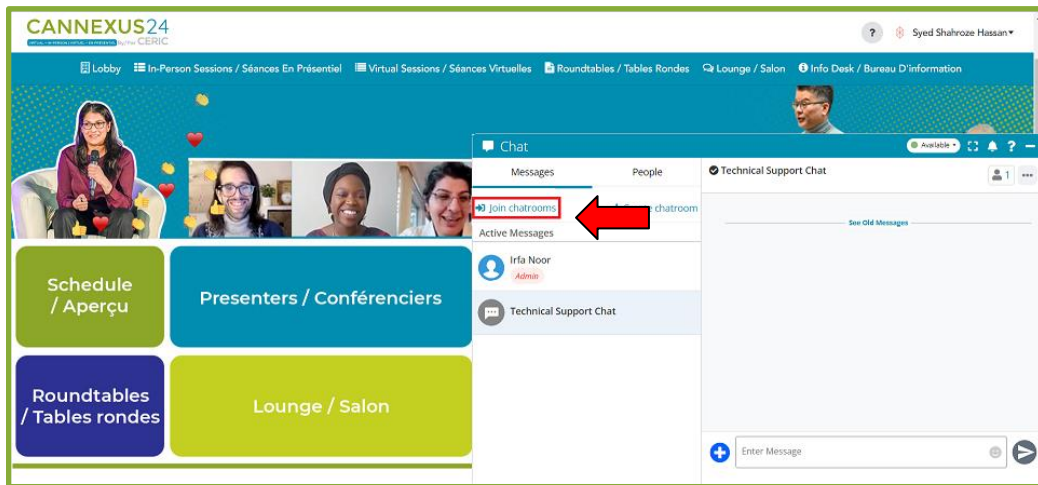 CANNEXUS24
By/Par CERIC
? Syed Shahroze Hassan
Lobby In-Person Sessions / Séances En Présentiel Virtual Sessions / Séances Virtuelles Roundtables / Tables Rondes Lounge / Salon Info Desk / Bureau D'information
Chat
Available
?
Messages People
Technical Support Chat
1
Join chatrooms
chatroom
See Old Messages
Active Messages
Irfa Noor
Admin
Technical Support Chat
Enter Message
Schedule
/ Aperçu
Presenters / Conférenciers
Roundtables
/ Tables rondes
Lounge / Salon